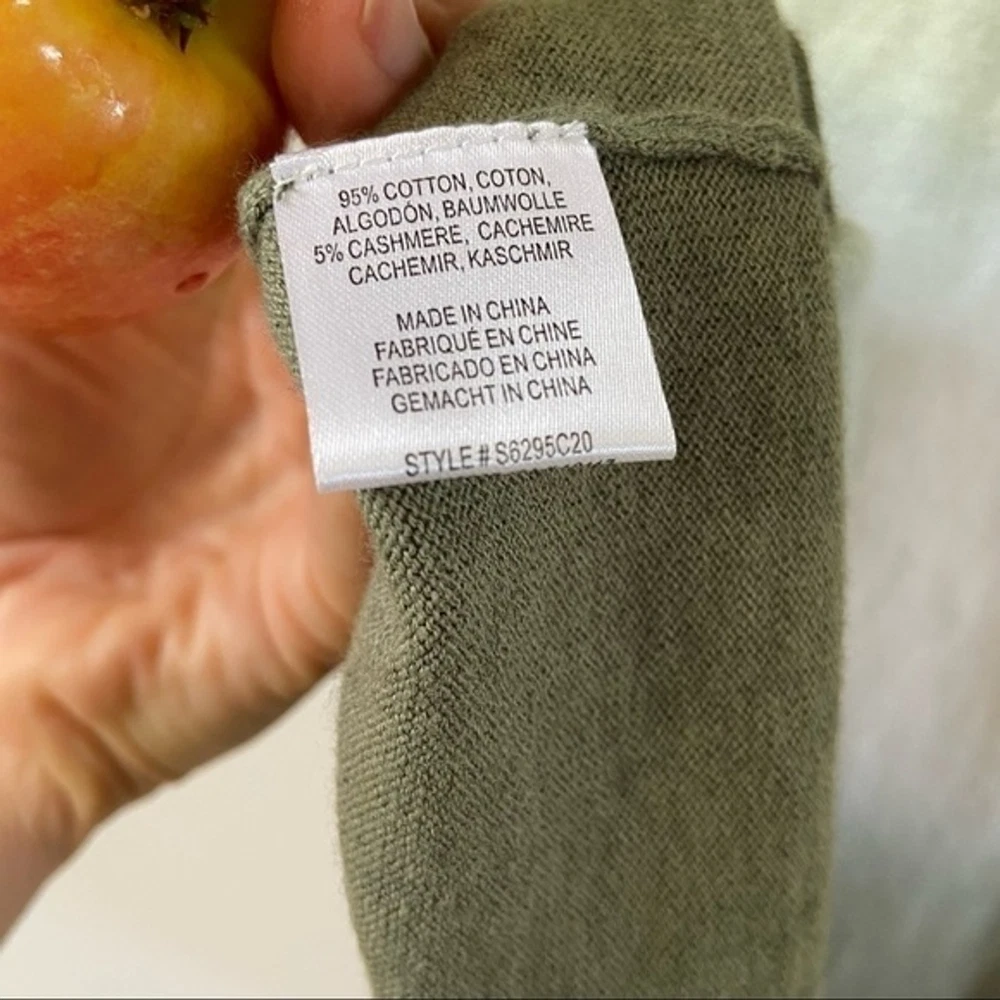 95% COTTON, COTON,
ALGODÓN, BAUMWOLLE
5% CASHMERE, CACHEMIRE
CACHEMIR, KASCHMIR
MADE IN CHINA
FABRIQUÉ EN CHINE
FABRICADO EN CHINA
GEMACHT IN CHINA
STYLE # S6295C20